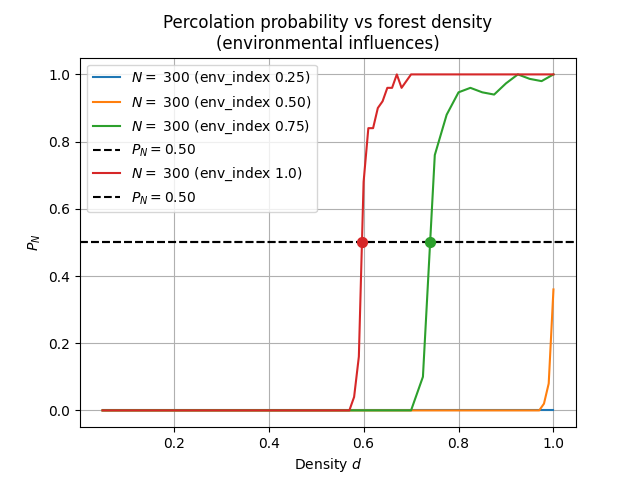 Percolation probability vs forest density
(environmental influences)
N = 300 (env_index 0.25)
N = 300 (env_index 0.50)
N = 300 (env_index 0.75)
P_N = 0.50
N = 300 (env_index 1.0)
P_N = 0.50
P_N
1.0
0.8
0.6
0.4
0.2
0.0
0.2 0.4 0.6 0.8 1.0
Density d